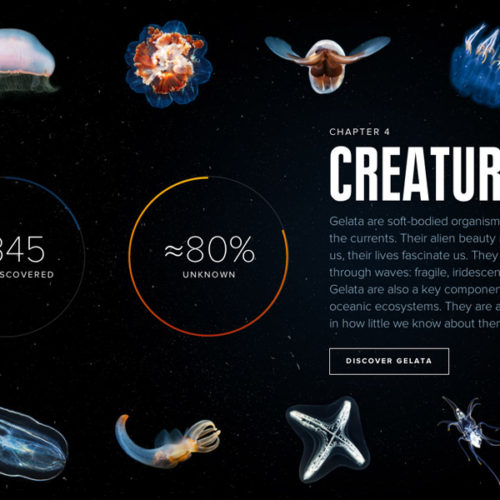 CHAPTER 4
CREATUR
Gelata are soft-bodied organism
the currents. Their alien beauty
us, their lives fascinate us. They
through waves: fragile, iridescen
Gelata are also a key componen
oceanic ecosystems. They are a
in how little we know about then
DISCOVER GELATA
845
SCOVERED
≈80%
UNKNOWN